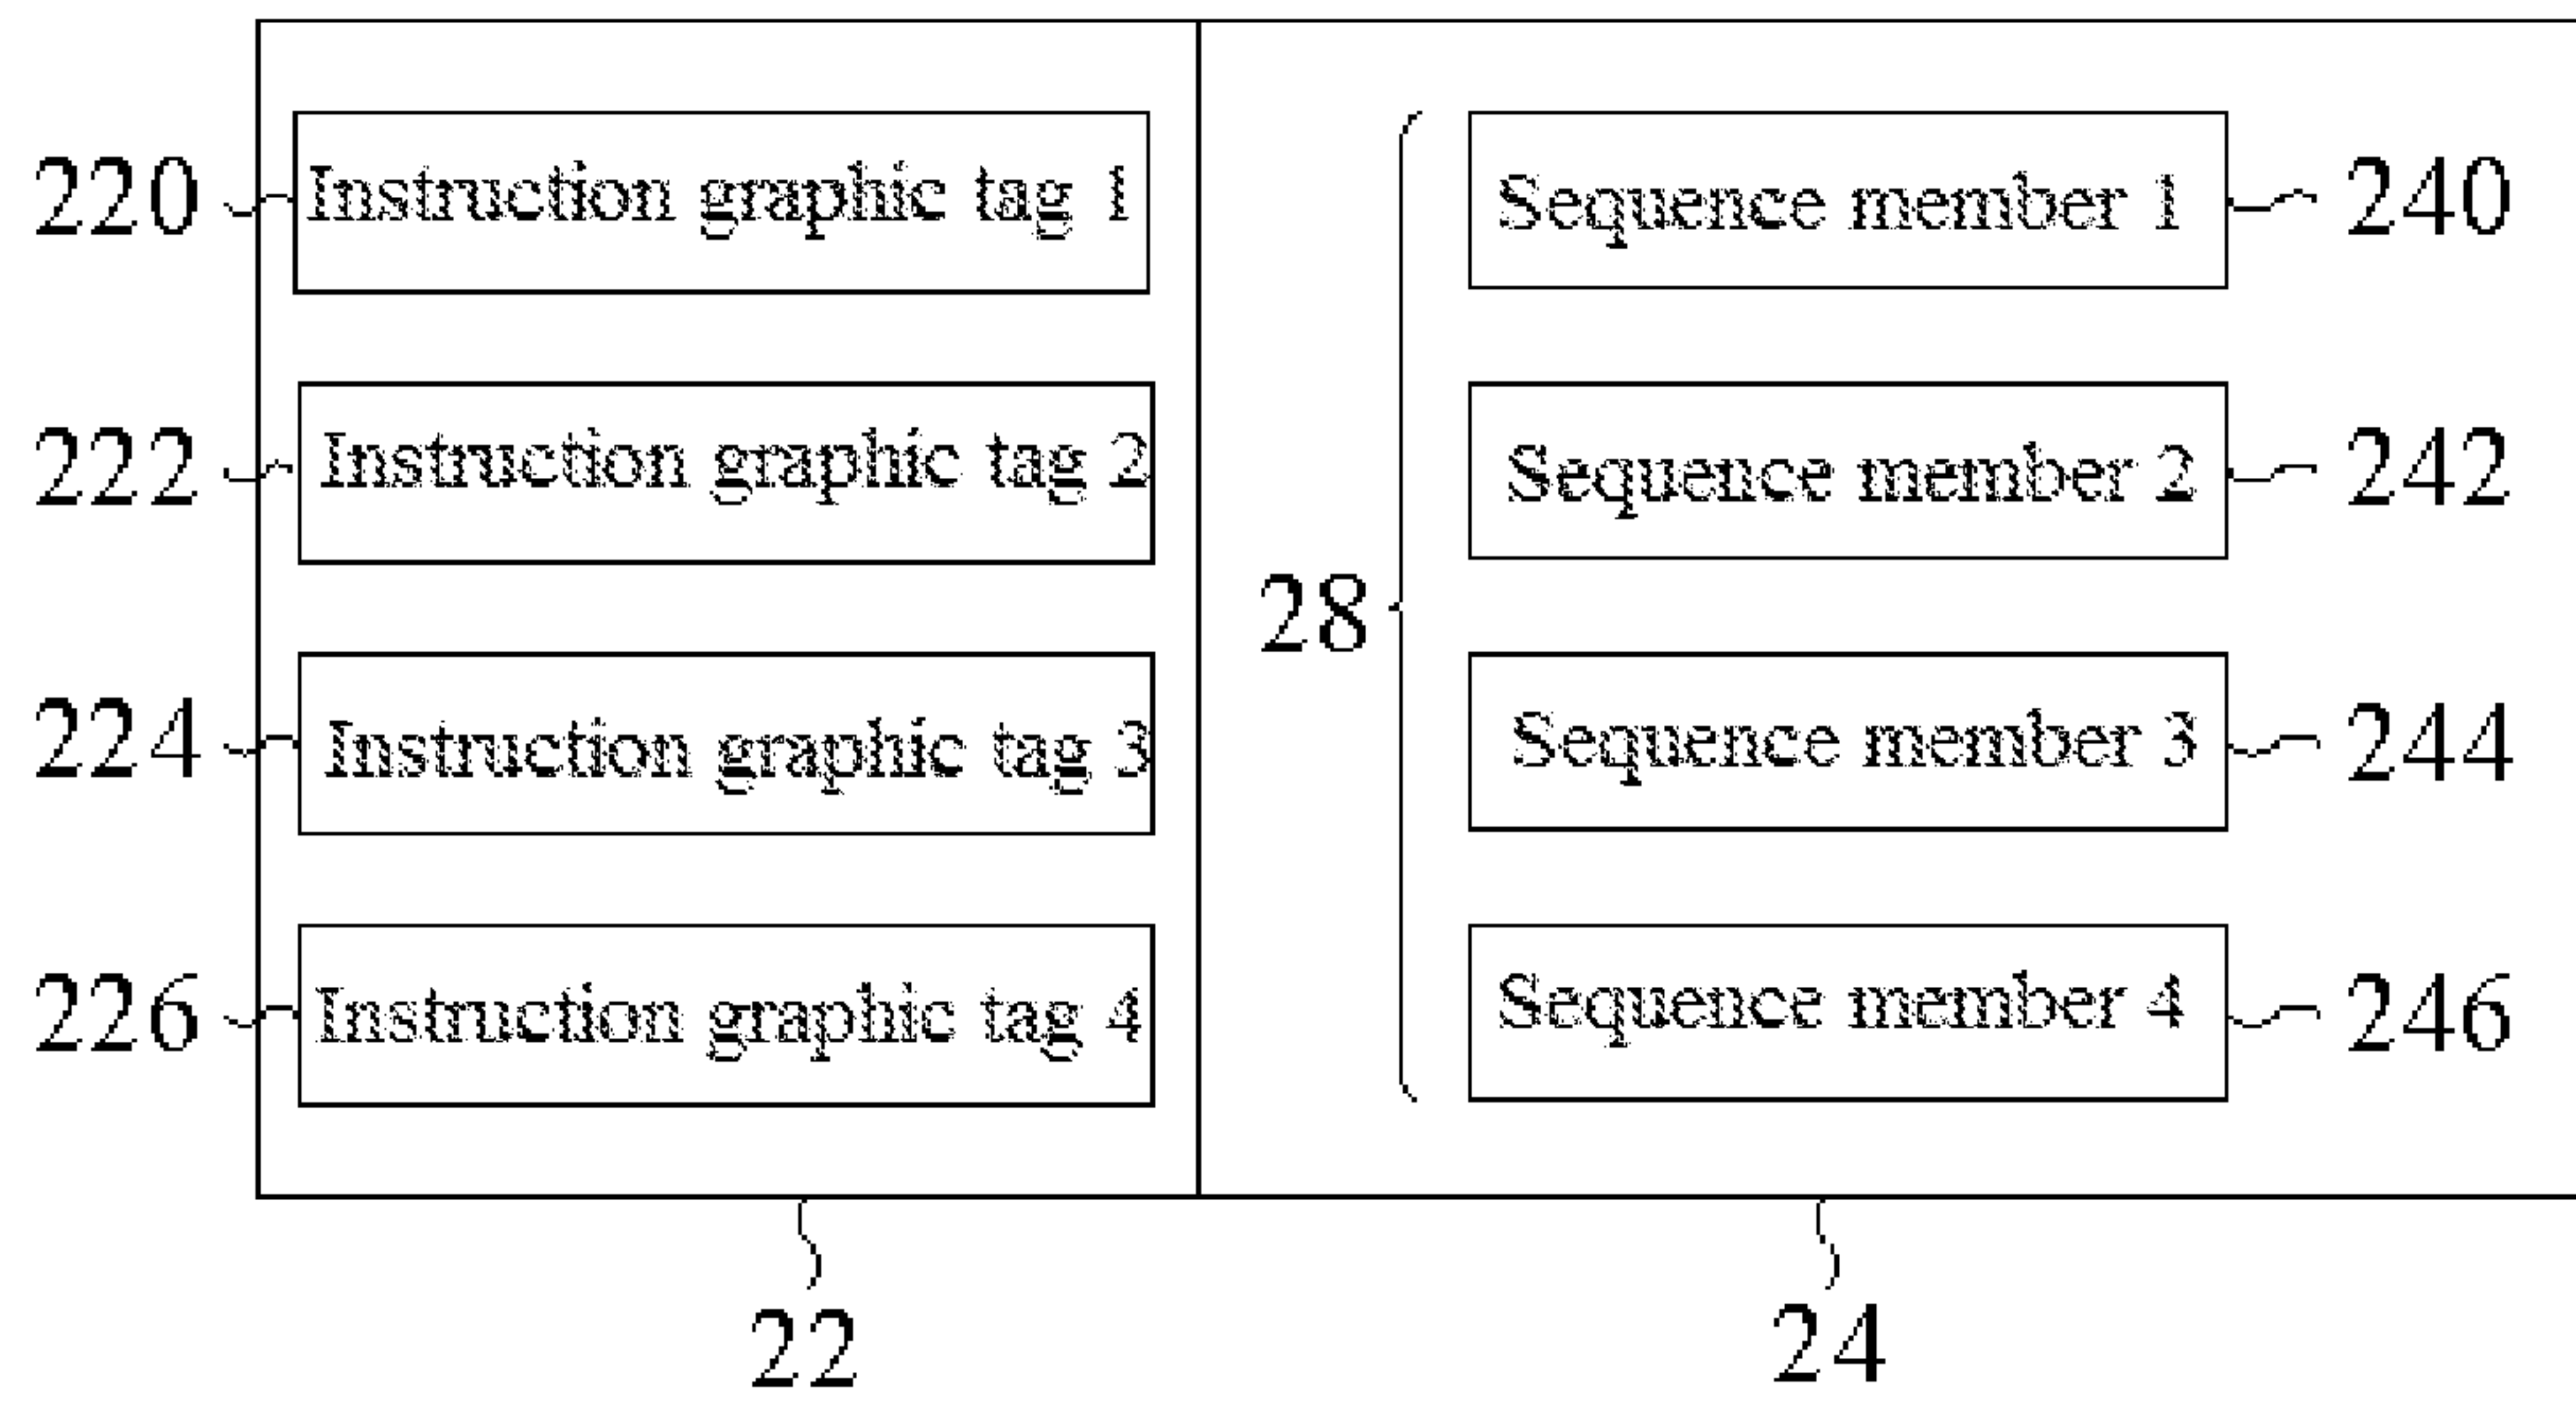 220 Instruction graphic tag 1 Sequence member 1 240
222 Instruction graphic tag 2 Sequence member 2 242
28
224 Instruction graphic tag 3 Sequence member 3 244
226 Instruction graphic tag 4 Sequence member 4 246
22 24